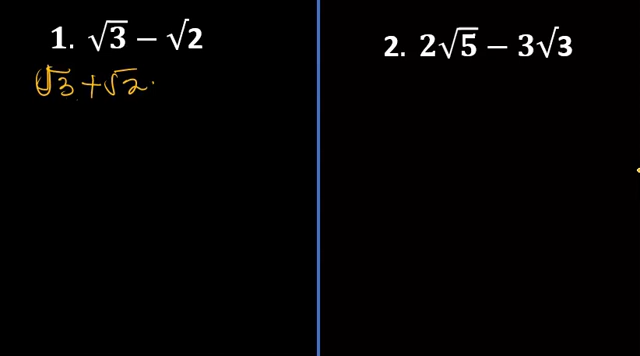 1. √3 − √2
√3 + √2
2. 2√5 − 3√3